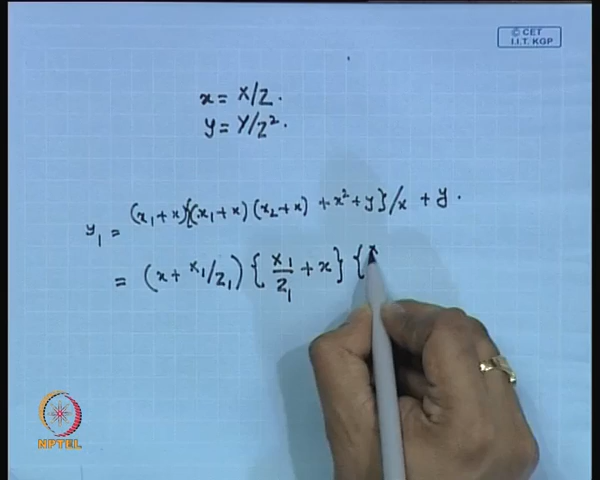 © CET
I.I.T. KGP
x = X/Z.
y = Y/Z².
y₁ = (x₁+x){(x₁+x)(x₂+x) + x² + y}/x + y.
= (x + x₁/z₁) { x₁/z₁ + x} {x
NPTEL